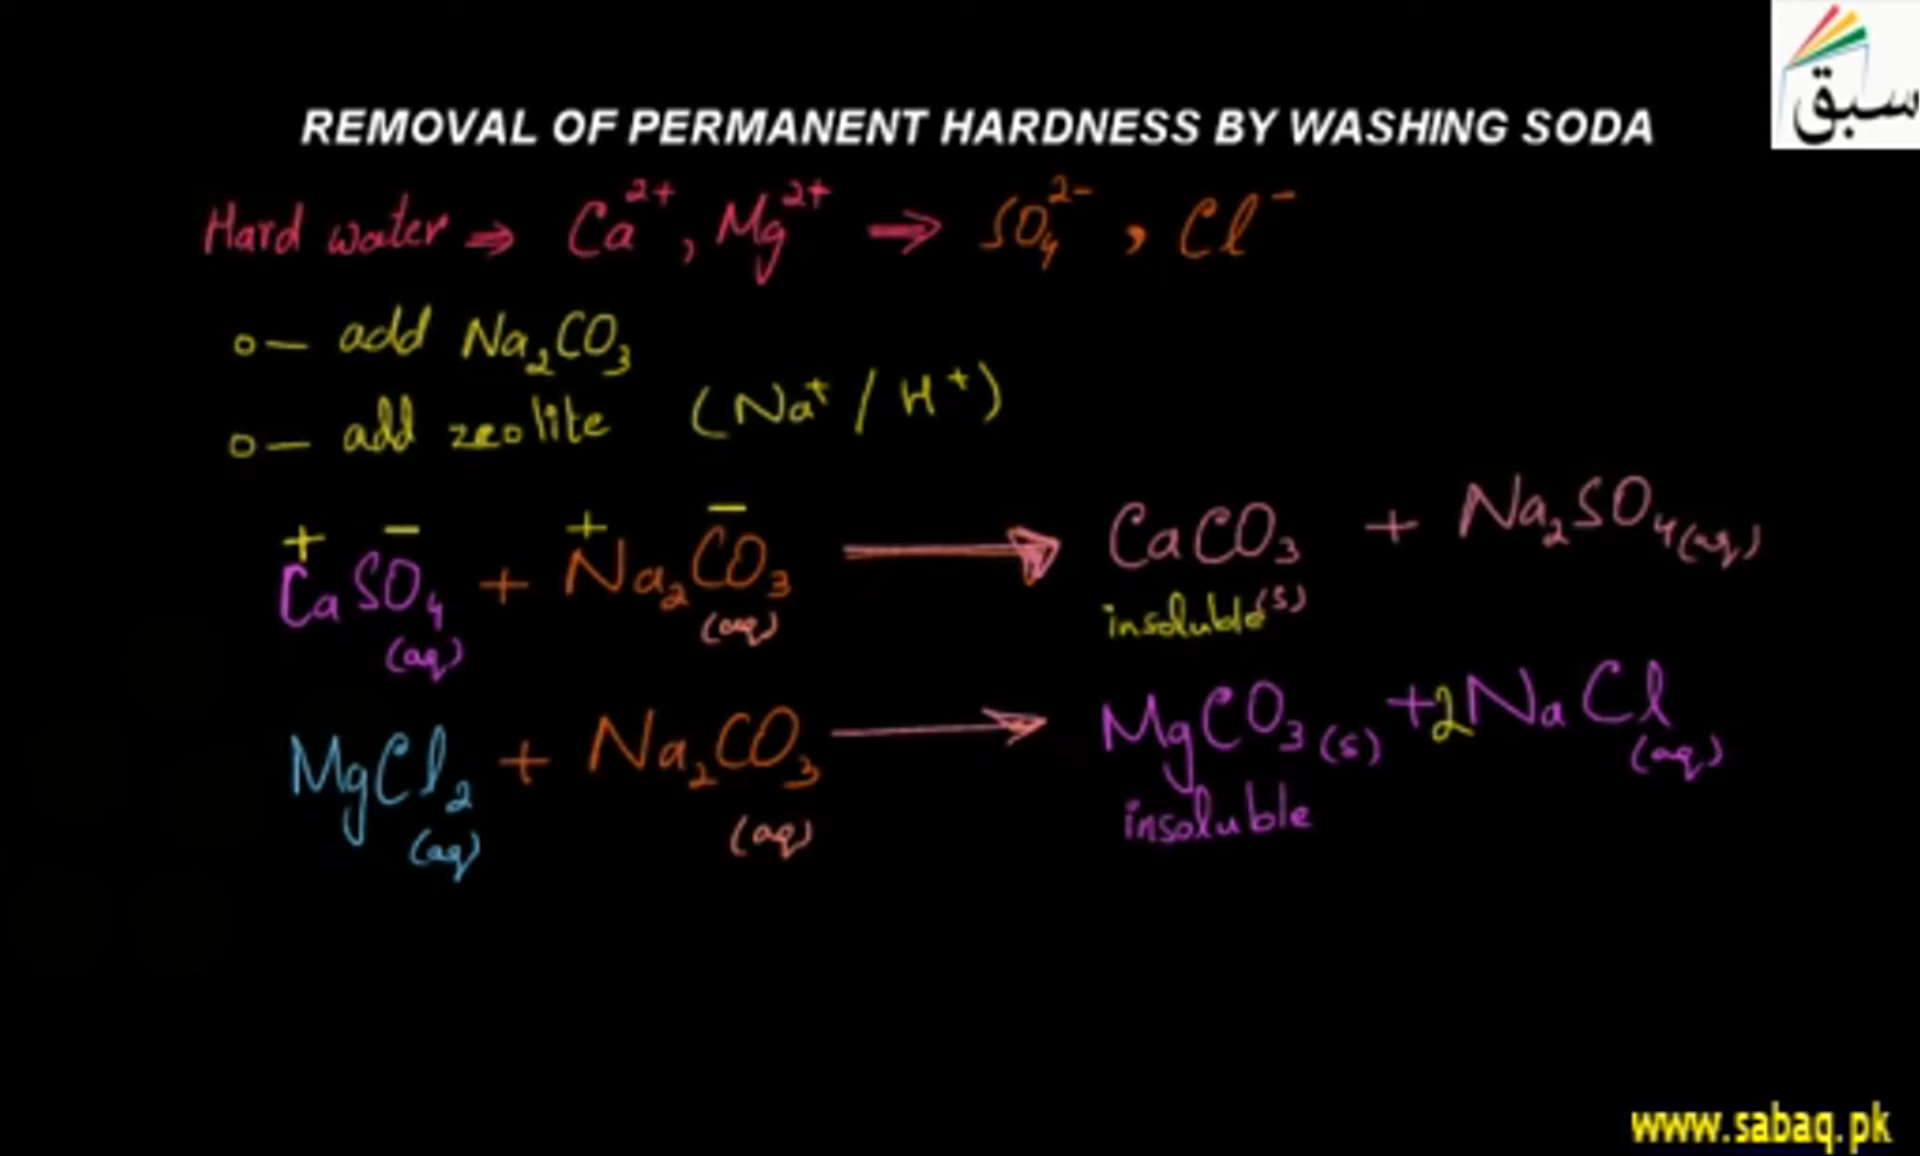 سبق
REMOVAL OF PERMANENT HARDNESS BY WASHING SODA
Hard water ⇒ Ca²⁺, Mg²⁺ ⇒ SO₄²⁻, Cl⁻
o— add Na₂CO₃
o— add zeolite (Na⁺/H⁺)
+ − + −
CaSO₄ (aq) + Na₂CO₃ (aq) → CaCO₃ (s) + Na₂SO₄ (aq)
insoluble
MgCl₂ (aq) + Na₂CO₃ (aq) → MgCO₃ (s) + 2NaCl (aq)
insoluble
www.sabaq.pk